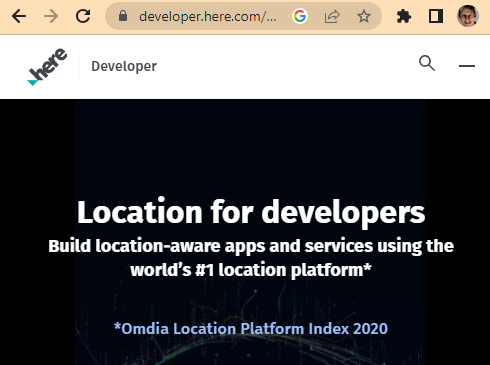 developer.here.com/...
here
Developer
Location for developers
Build location-aware apps and services using the
world's #1 location platform*
*Omdia Location Platform Index 2020